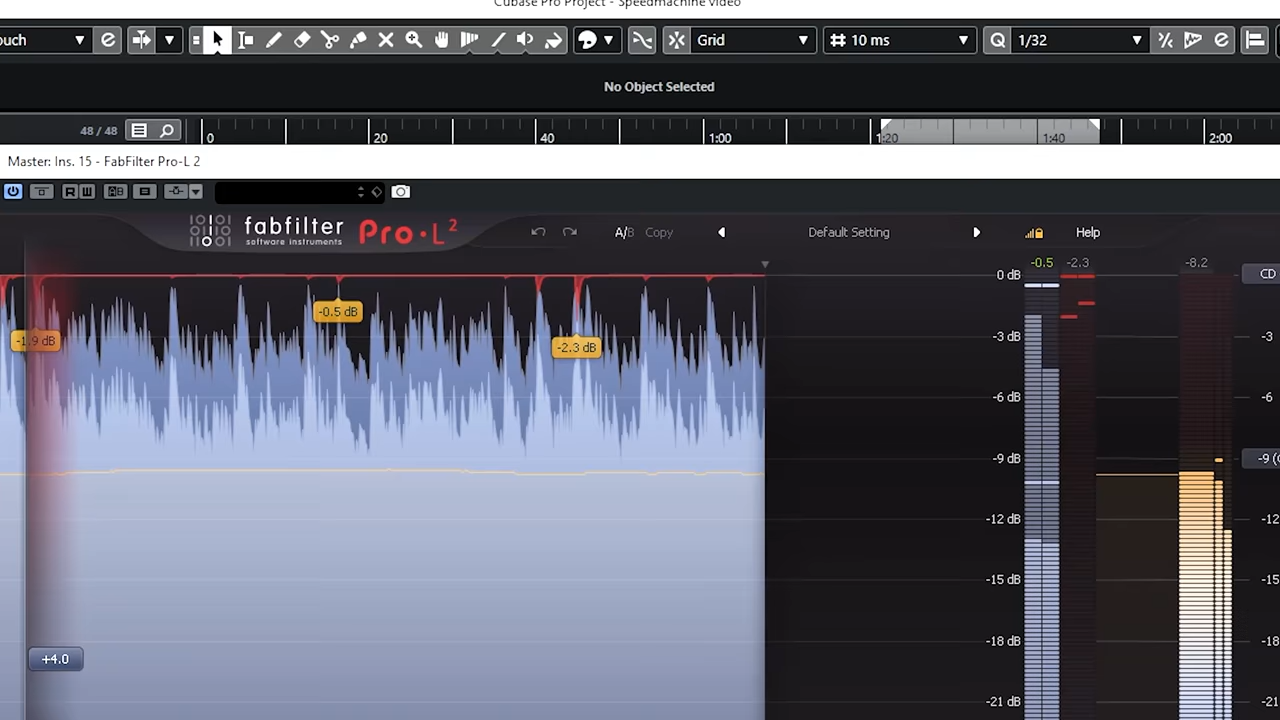 Cubase Pro Project - Speedmachine video
ouch Grid 10 ms Q 1/32
No Object Selected
48 / 48 0 20 40 1:00 1:20 1:40 2:00
Master: Ins. 15 - FabFilter Pro-L 2
R W
fabfilter
software instruments
Pro·L 2
A/B Copy Default Setting Help
-0.5 -2.3 -8.2
0 dB CD
-0.5 dB
-1.9 dB -2.3 dB -3 dB -3
-6 dB -6
-9 dB -9 (
-12 dB -12
-15 dB -15
-18 dB -18
+4.0
-21 dB -21